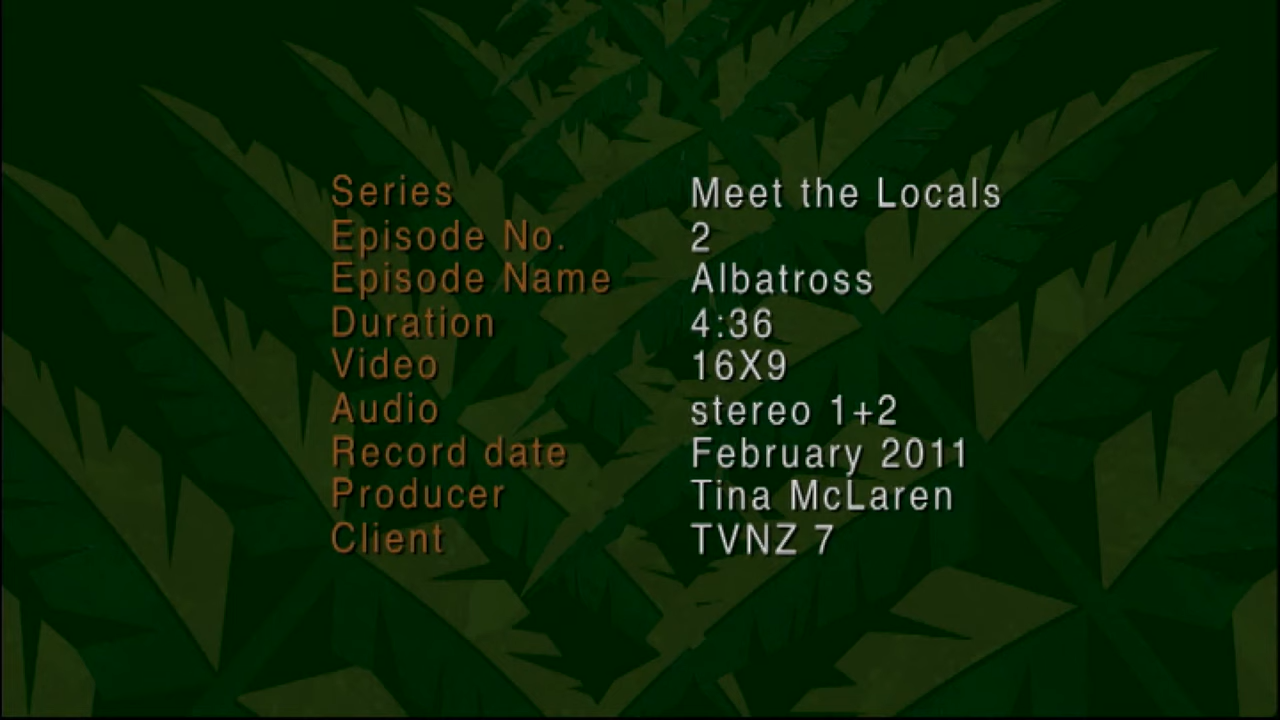 Series Meet the Locals
Episode No. 2
Episode Name Albatross
Duration 4:36
Video 16X9
Audio stereo 1+2
Record date February 2011
Producer Tina McLaren
Client TVNZ 7